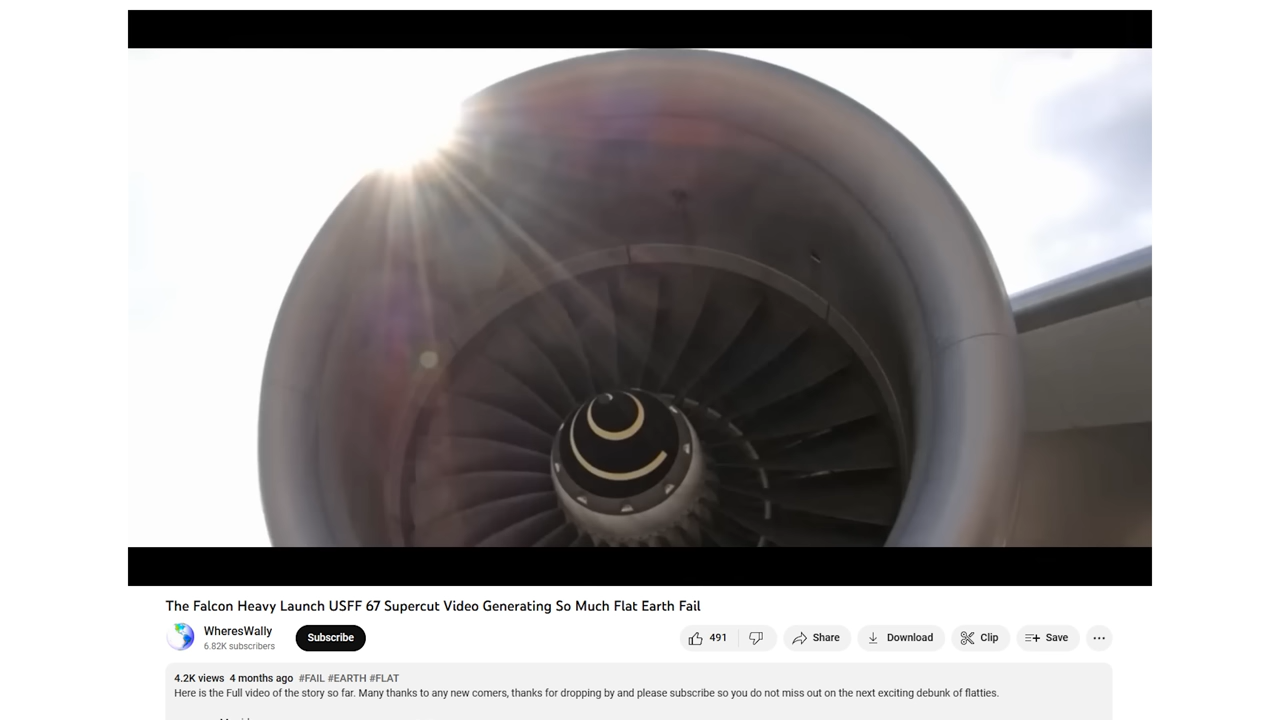 The Falcon Heavy Launch USFF 67 Supercut Video Generating So Much Flat Earth Fail
WheresWally
6.82K subscribers
Subscribe
491
Share
Download
Clip
Save
4.2K views 4 months ago #FAIL #EARTH #FLAT
Here is the Full video of the story so far. Many thanks to any new comers, thanks for dropping by and please subscribe so you do not miss out on the next exciting debunk of flatties.